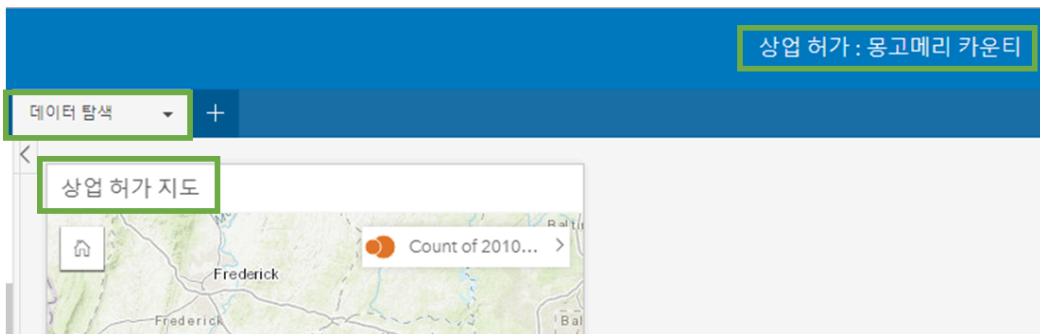 상업 허가 : 몽고메리 카운티
데이터 탐색
상업 허가 지도
Count of 2010...
Frederick
Frederick